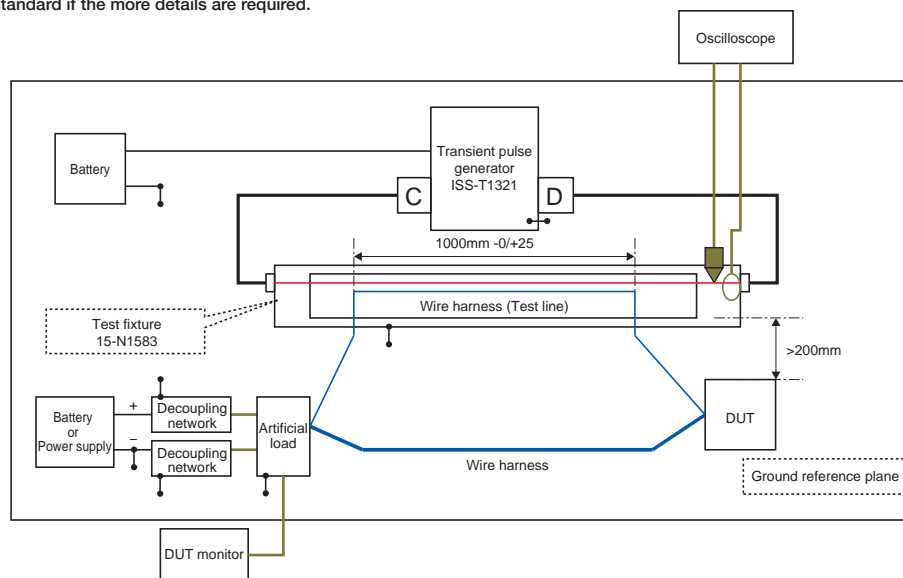 Standard if the more details are required.
Oscilloscope
Battery
Transient pulse
generator
ISS-T1321
C
D
1000mm -0/+25
Wire harness (Test line)
Test fixture
15-N1583
>200mm
Battery
or
Power supply
+
–
Decoupling
network
Decoupling
network
Artificial
load
DUT
Wire harness
Ground reference plane
DUT monitor